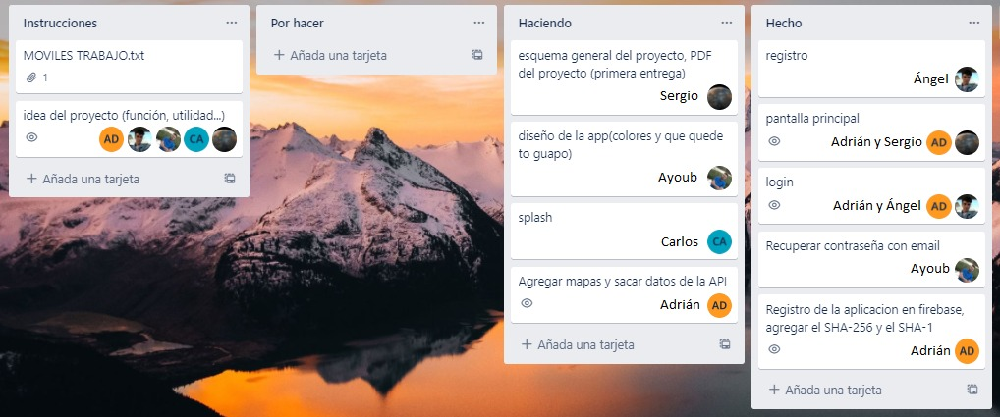 Instrucciones
MOVILES TRABAJO.txt
1
idea del proyecto (función, utilidad...)
AD CA
Añada una tarjeta
Por hacer
Añada una tarjeta
Haciendo
esquema general del proyecto, PDF
del proyecto (primera entrega)
Sergio
diseño de la app(colores y que quede
to guapo)
Ayoub
splash
Carlos CA
Agregar mapas y sacar datos de la API
Adrián AD
Añada una tarjeta
Hecho
registro
Ángel
pantalla principal
Adrián y Sergio AD
login
Adrián y Ángel AD
Recuperar contraseña con email
Ayoub
Registro de la aplicacion en firebase,
agregar el SHA-256 y el SHA-1
Adrián AD
Añada una tarjeta